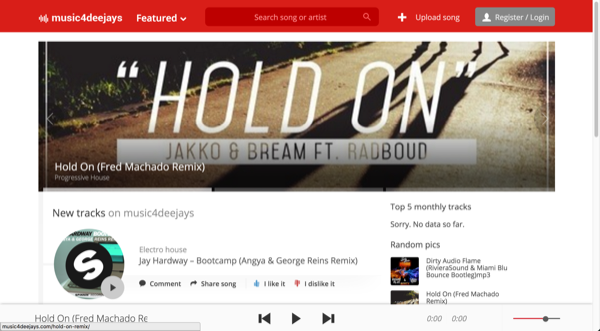 music4deejays
Featured
Search song or artist
Upload song
Register / Login
“HOLD ON”
JAKKO & BREAM FT. RADBOUD
Hold On (Fred Machado Remix)
Progressive House
New tracks on music4deejays
Electro house
Jay Hardway – Bootcamp (Angya & George Reins Remix)
Comment
Share song
I like it
I dislike it
Top 5 monthly tracks
Sorry. No data so far.
Random pics
Dirty Audio Flame
(RivieraSound & Miami Blu
Bounce Bootleg)mp3
Hold On (Fred Machado
Remix)
Hold On (Fred Machado Re
0:00
0:00
music4deejays.com/hold-on-remix/